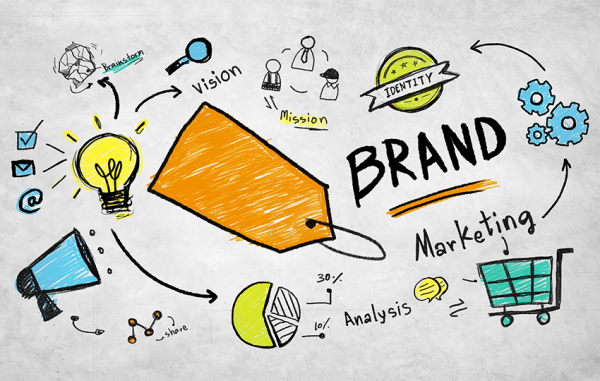 Brainstorm
Vision
Mission
IDENTITY
BRAND
Marketing
@
30%
10%
Analysis
share